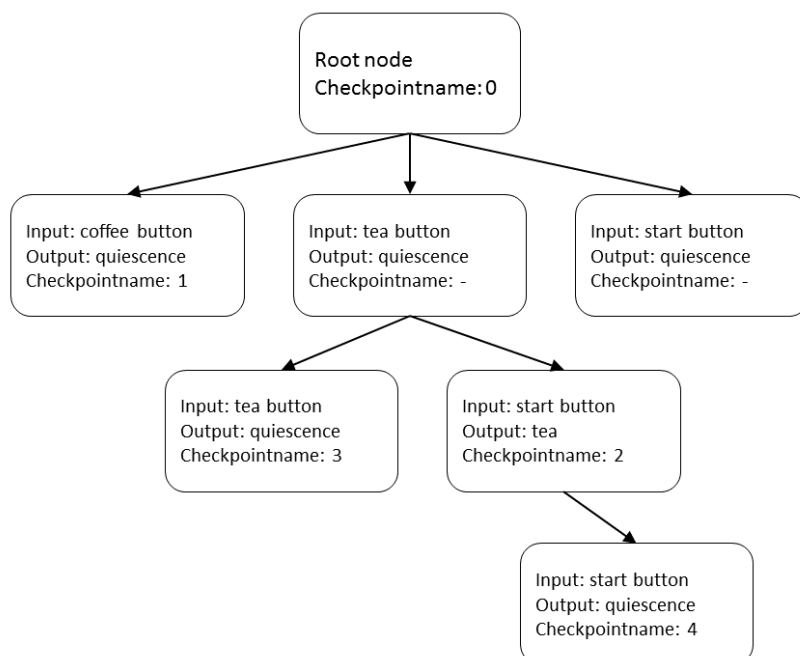 Root node
Checkpointname: 0
Input: coffee button
Output: quiescence
Checkpointname: 1
Input: tea button
Output: quiescence
Checkpointname: -
Input: start button
Output: quiescence
Checkpointname: -
Input: tea button
Output: quiescence
Checkpointname: 3
Input: start button
Output: tea
Checkpointname: 2
Input: start button
Output: quiescence
Checkpointname: 4